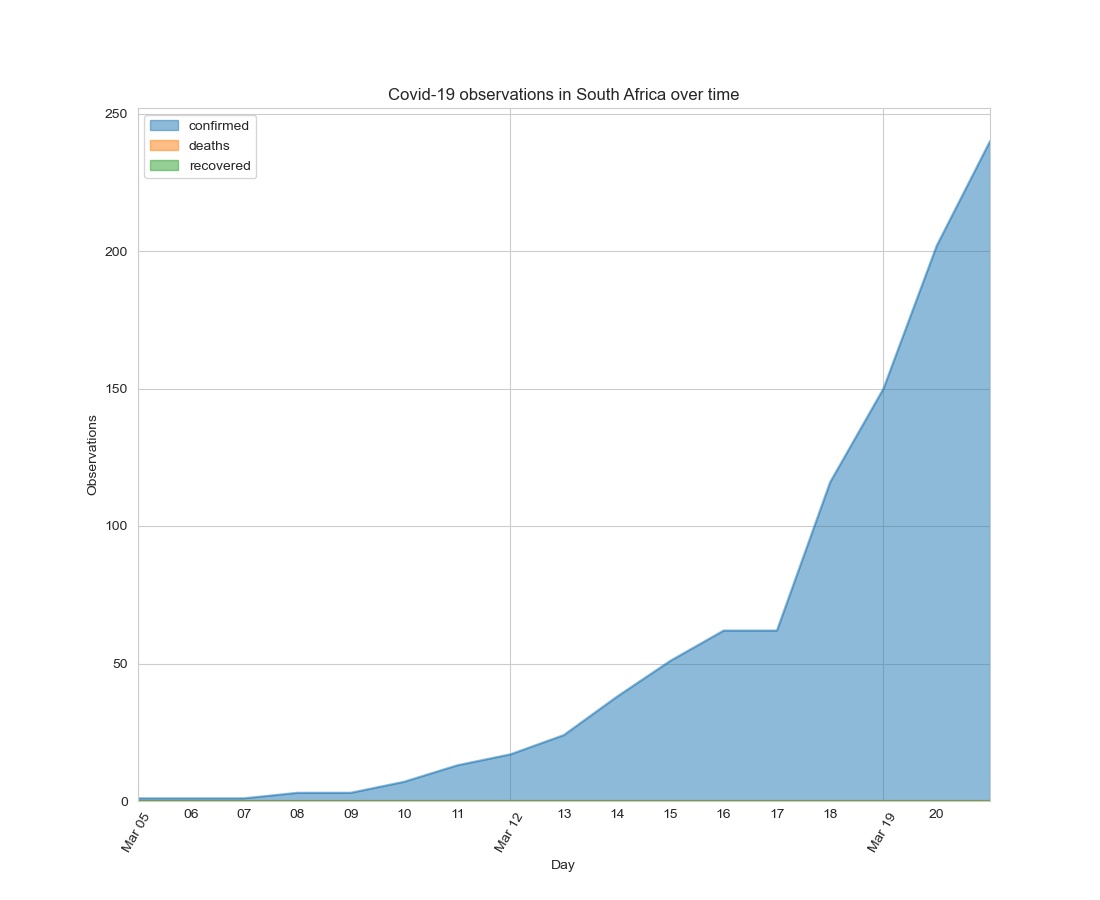 Covid-19 observations in South Africa over time
confirmed
deaths
recovered
250
200
150
100
50
0
Observations
Mar 05
06
07
08
09
10
11
Mar 12
13
14
15
16
17
18
Mar 19
20
Day